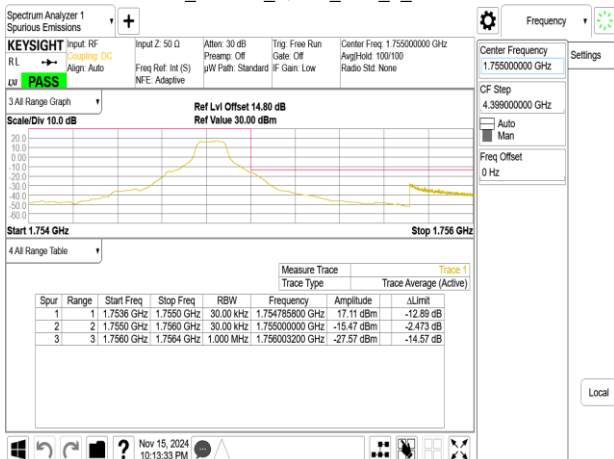 Spectrum Analyzer 1
Spurious Emissions
Frequency
KEYSIGHT
RL
PASS
Input: RF
Coupling: DC
Align: Auto
Input Z: 50 Ω
Freq Ref: Int (S)
NFE: Adaptive
Atten: 30 dB
Preamp: Off
µW Path: Standard
Trig: Free Run
Gate: Off
IF Gain: Low
Center Freq: 1.755000000 GHz
Avg|Hold: 100/100
Radio Std: None
Center Frequency
1.755000000 GHz
Settings
CF Step
4.399000000 GHz
Auto
Man
Freq Offset
0 Hz
Local
3 All Range Graph
Scale/Div 10.0 dB
Ref Lvl Offset 14.80 dB
Ref Value 30.00 dBm
20.0
10.0
0.00
-10.0
-20.0
-30.0
-40.0
-50.0
-60.0
Start 1.754 GHz
Stop 1.756 GHz
4 All Range Table
Measure Trace Trace 1
Trace Type Trace Average (Active)
Spur Range Start Freq Stop Freq RBW Frequency Amplitude ΔLimit
1 1 1.7536 GHz 1.7550 GHz 30.00 kHz 1.754785800 GHz 17.11 dBm -12.89 dB
2 2 1.7550 GHz 1.7560 GHz 30.00 kHz 1.755000000 GHz -15.47 dBm -2.473 dB
3 3 1.7560 GHz 1.7564 GHz 1.000 MHz 1.756003200 GHz -27.57 dBm -14.57 dB
Nov 15, 2024
10:13:33 PM